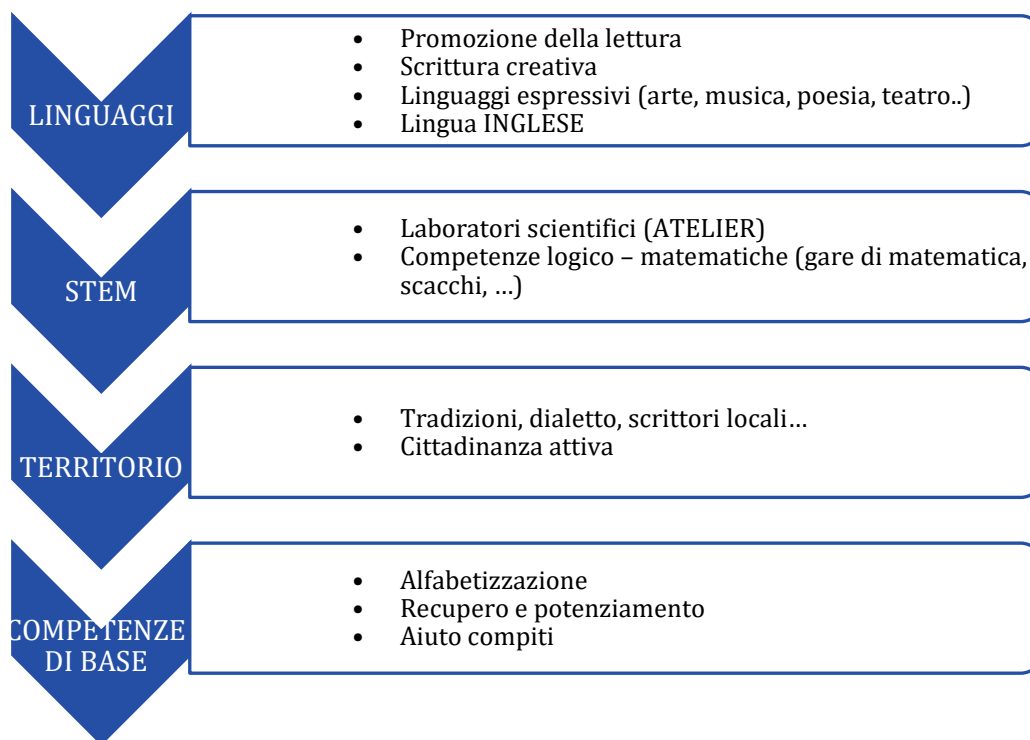 LINGUAGGI
• Promozione della lettura
• Scrittura creativa
• Linguaggi espressivi (arte, musica, poesia, teatro..)
• Lingua INGLESE
STEM
• Laboratori scientifici (ATELIER)
• Competenze logico – matematiche (gare di matematica,
scacchi, …)
TERRITORIO
• Tradizioni, dialetto, scrittori locali…
• Cittadinanza attiva
COMPETENZE
DI BASE
• Alfabetizzazione
• Recupero e potenziamento
• Aiuto compiti